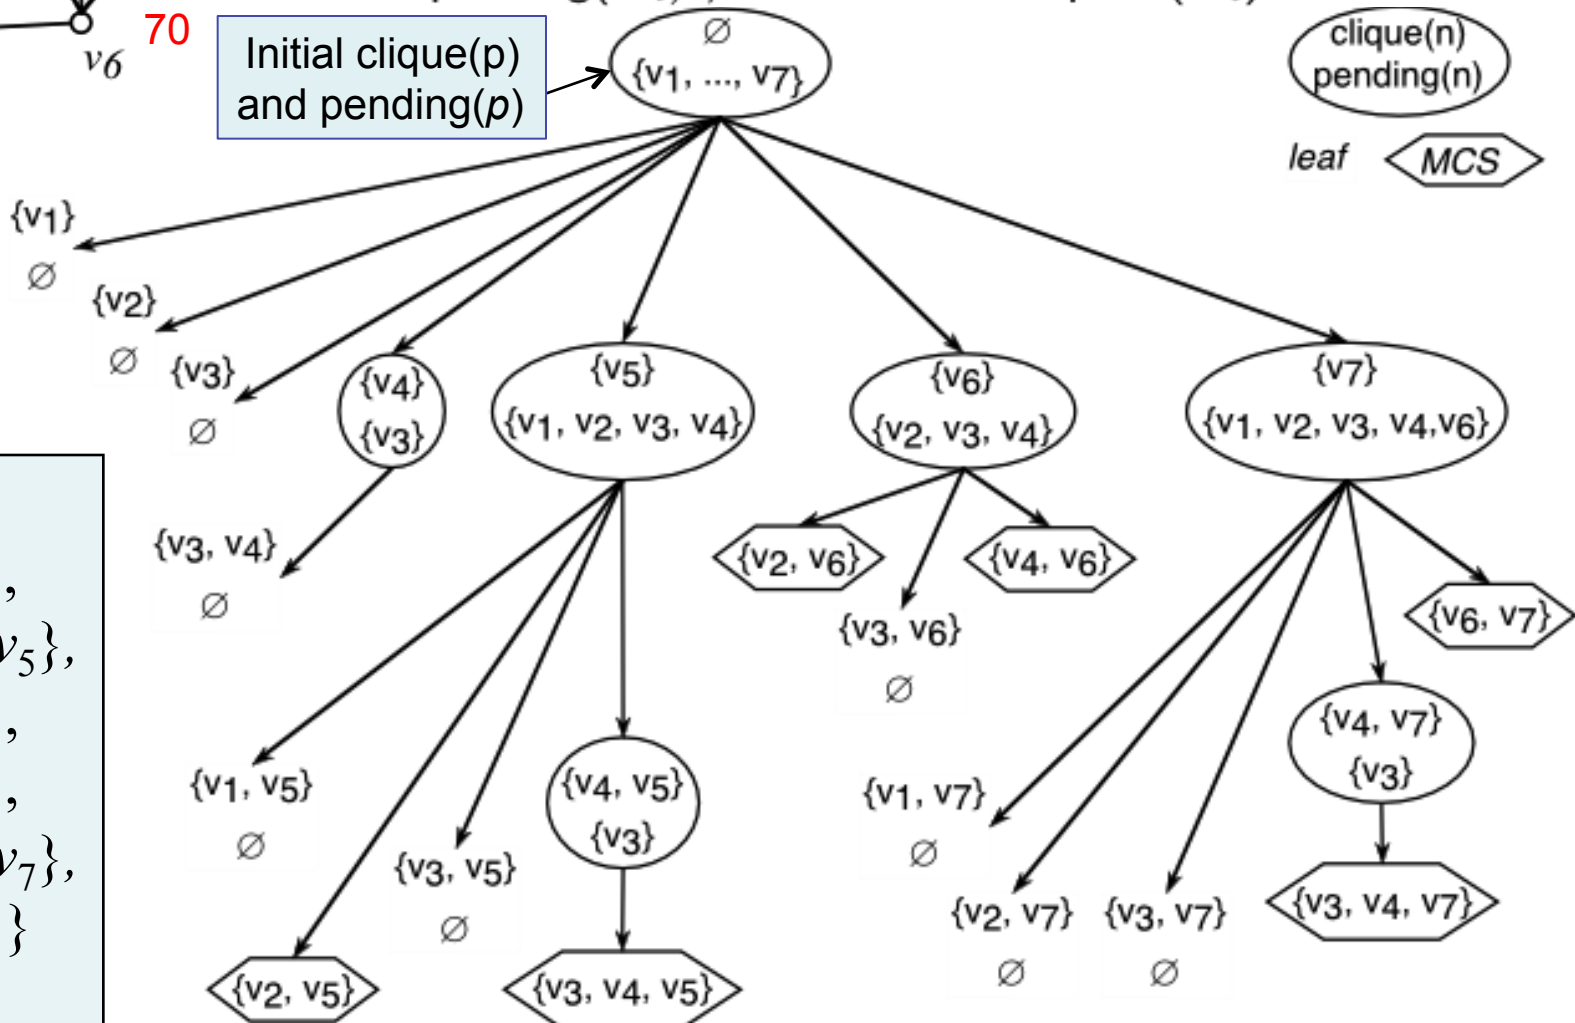 70
v6
Initial clique(p)
and pending(p)
∅
{v1, ..., v7}
clique(n)
pending(n)
leaf
MCS
{v1}
∅
{v2}
∅
{v3}
∅
{v4}
{v3}
{v5}
{v1, v2, v3, v4}
{v6}
{v2, v3, v4}
{v7}
{v1, v2, v3, v4,v6}
{v3, v4}
∅
{v2, v6}
{v3, v6}
∅
{v4, v6}
{v6, v7}
{v1, v5}
∅
{v2, v5}
{v3, v5}
∅
{v4, v5}
{v3}
{v3, v4, v5}
{v1, v7}
∅
{v2, v7}
∅
{v3, v7}
∅
{v4, v7}
{v3}
{v3, v4, v7}
,
v5},
,
,
v7},
}